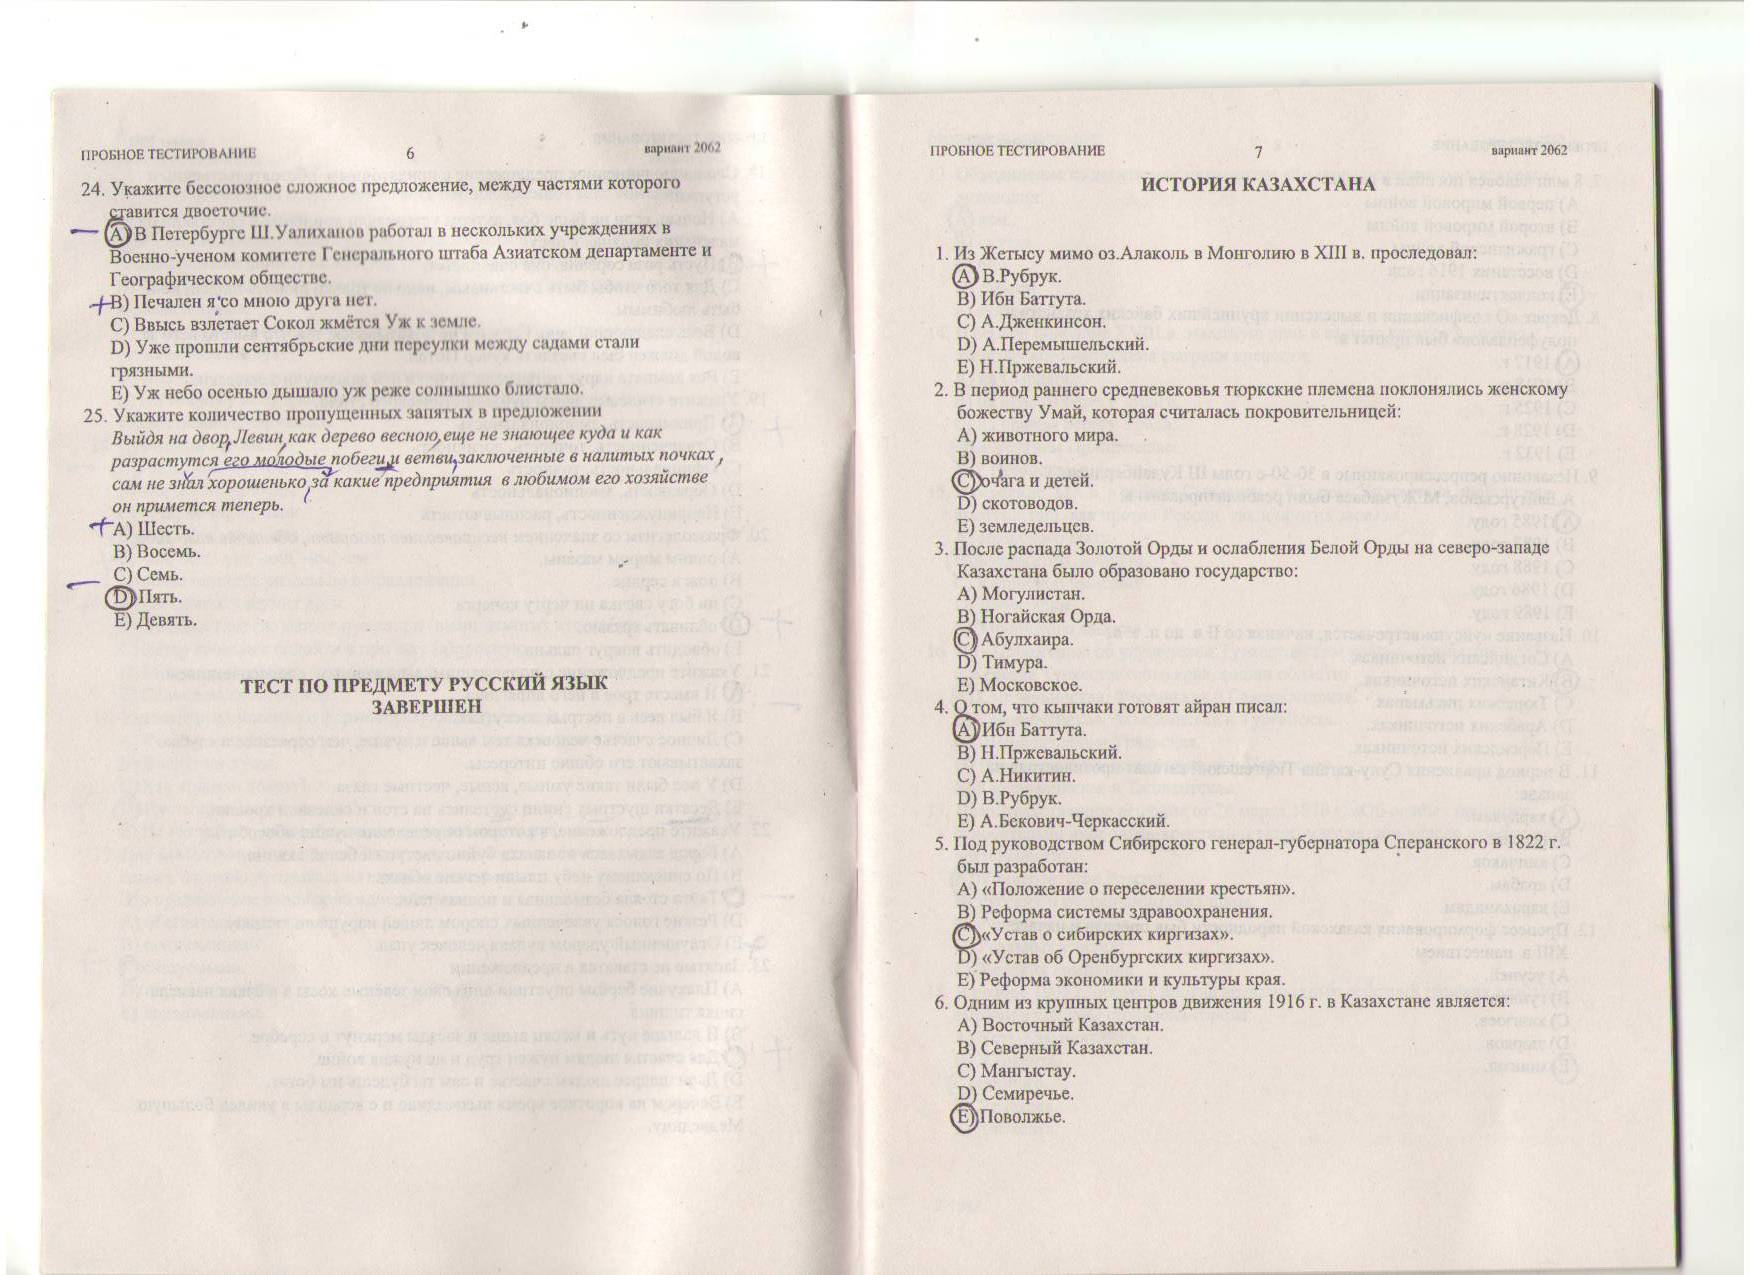 ПРОБНОЕ ТЕСТИРОВАНИЕ 6 вариант 2062
24. Укажите бессоюзное сложное предложение, между частями которого
ставится двоеточие.
A) В Петербурге Ш.Уалиханов работал в нескольких учреждениях в
Военно-ученом комитете Генерального штаба Азиатском департаменте и
Географическом обществе.
B) Печален я со мною друга нет.
C) Ввысь взлетает Сокол жмётся Уж к земле.
D) Уже прошли сентябрьские дни переулки между садами стали
грязными.
E) Уж небо осенью дышало уж реже солнышко блистало.
25. Укажите количество пропущенных запятых в предложении
Выйдя на двор, Левин, как дерево весною, еще не знающее куда и как
разрастутся его молодые побеги и ветви, заключенные в налитых почках ,
сам не знал хорошенько, за какие предприятия в любимом его хозяйстве
он примется теперь.
A) Шесть.
B) Восемь.
C) Семь.
D) Пять.
E) Девять.
ТЕСТ ПО ПРЕДМЕТУ РУССКИЙ ЯЗЫК
ЗАВЕРШЕН
ПРОБНОЕ ТЕСТИРОВАНИЕ 7 вариант 2062
ИСТОРИЯ КАЗАХСТАНА
1. Из Жетысу мимо оз.Алаколь в Монголию в XIII в. проследовал:
A) В.Рубрук.
B) Ибн Баттута.
C) А.Дженкинсон.
D) А.Перемышельский.
E) Н.Пржевальский.
2. В период раннего средневековья тюркские племена поклонялись женскому
божеству Умай, которая считалась покровительницей:
A) животного мира.
B) воинов.
C) очага и детей.
D) скотоводов.
E) земледельцев.
3. После распада Золотой Орды и ослабления Белой Орды на северо-западе
Казахстана было образовано государство:
A) Могулистан.
B) Ногайская Орда.
C) Абулхаира.
D) Тимура.
E) Московское.
4. О том, что кыпчаки готовят айран писал:
A) Ибн Баттута.
B) Н.Пржевальский.
C) А.Никитин.
D) В.Рубрук.
E) А.Бекович-Черкасский.
5. Под руководством Сибирского генерал-губернатора Сперанского в 1822 г.
был разработан:
A) «Положение о переселении крестьян».
B) Реформа системы здравоохранения.
C) «Устав о сибирских киргизах».
D) «Устав об Оренбургских киргизах».
E) Реформа экономики и культуры края.
6. Одним из крупных центров движения 1916 г. в Казахстане является:
A) Восточный Казахстан.
B) Северный Казахстан.
C) Мангыстау.
D) Семиречье.
E) Поволжье.